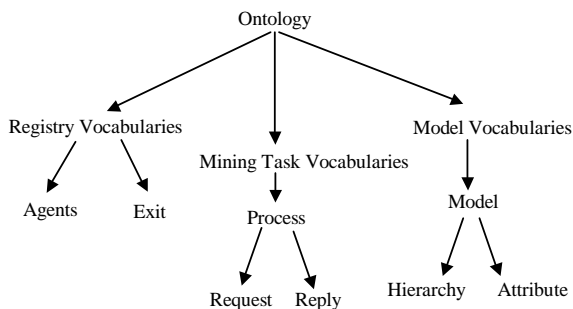 Ontology
Registry Vocabularies
Mining Task Vocabularies
Model Vocabularies
Agents
Exit
Process
Model
Request
Reply
Hierarchy
Attribute